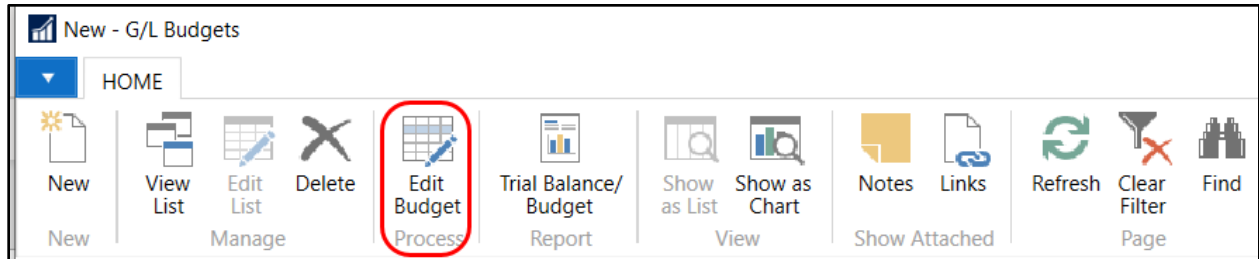 New - G/L Budgets
HOME
New View List Edit List Delete Edit Budget Trial Balance/ Budget Show as List Show as Chart Notes Links Refresh Clear Filter Find
New Manage Process Report View Show Attached Page